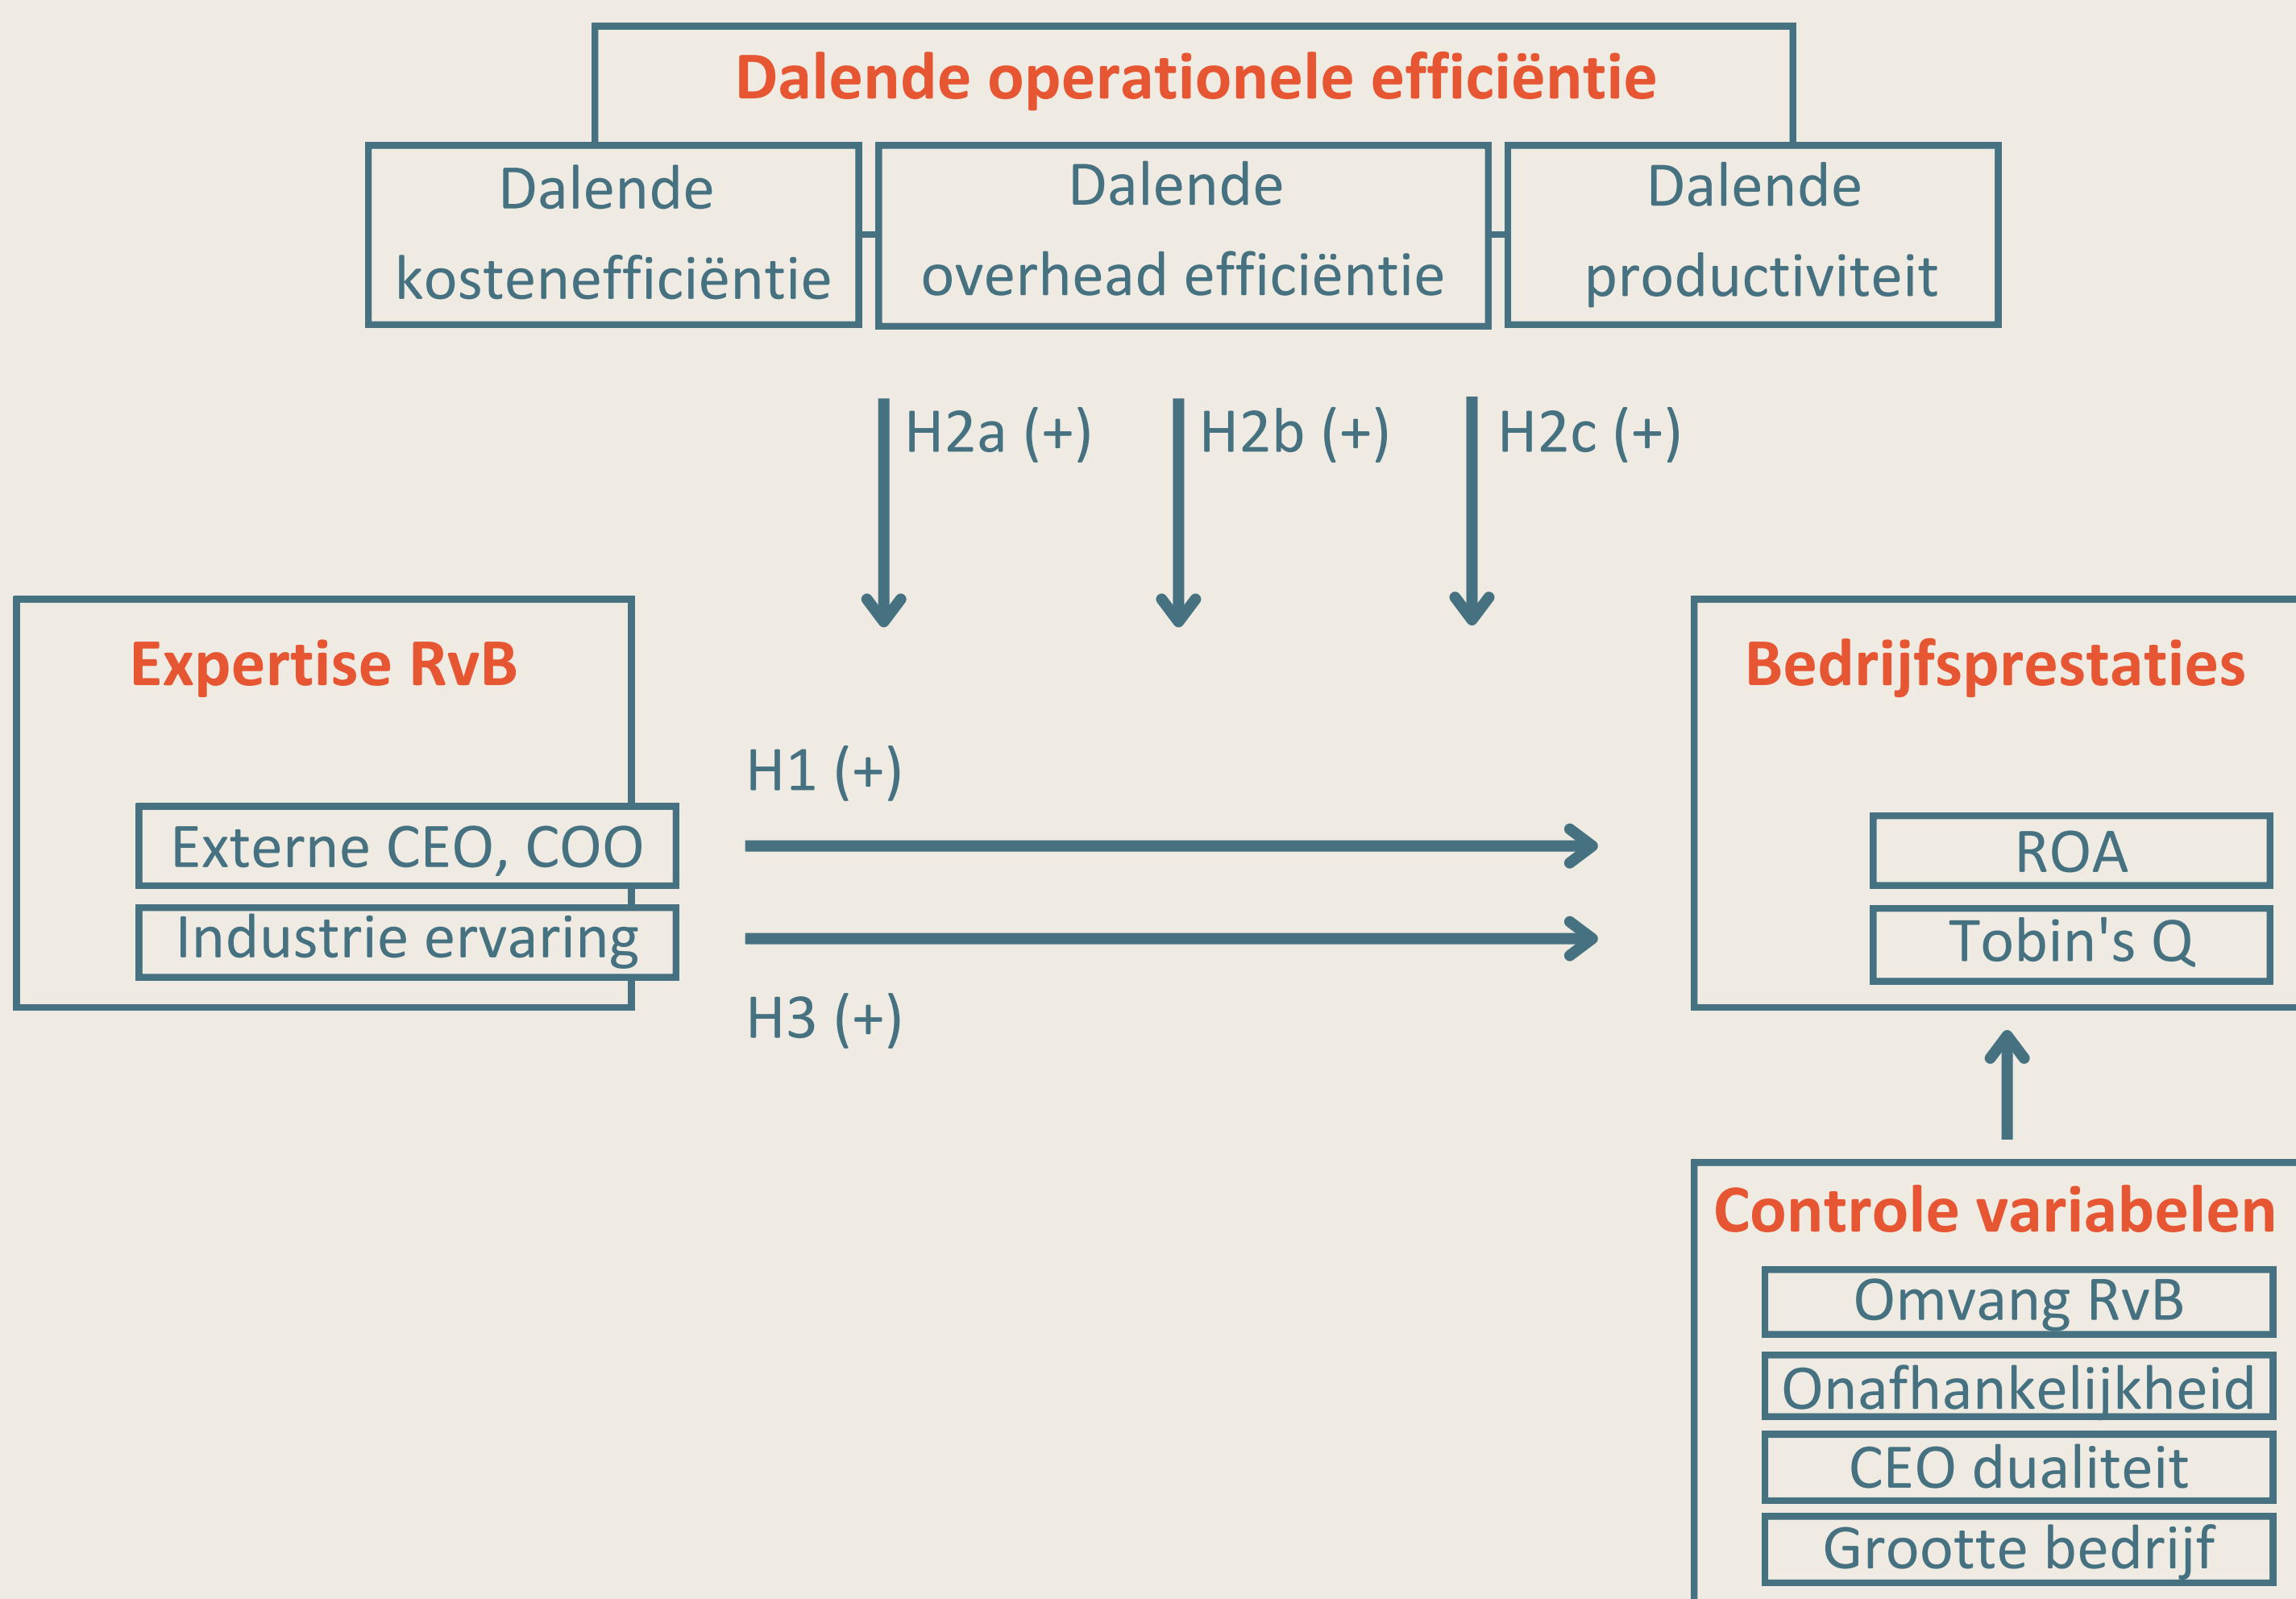 Dalende operationele efficiëntie
Dalende
kostenefficiëntie
Dalende
overhead efficiëntie
Dalende
productiviteit
H2a (+)
H2b (+)
H2c (+)
Expertise RvB
Externe CEO, COO
Industrie ervaring
H1 (+)
H3 (+)
Bedrijfsprestaties
ROA
Tobin's Q
Controle variabelen
Omvang RvB
Onafhankelijkheid
CEO dualiteit
Grootte bedrijf